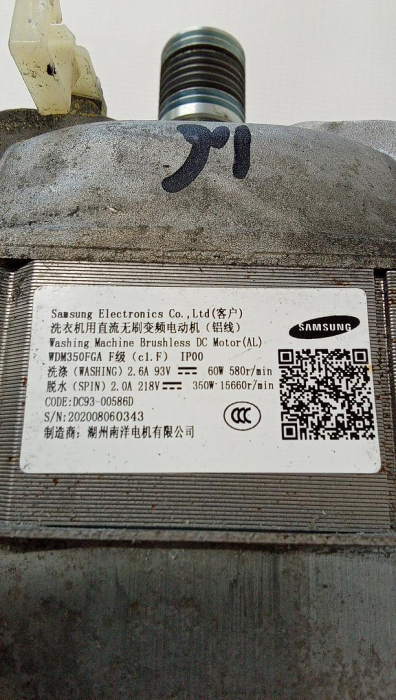 Samsung Electronics Co.,Ltd(客户)
洗衣机用直流无刷变频电动机（铝线）
SAMSUNG
Washing Machine Brushless DC Motor(AL)
WDM350FGA F级 (cl.F) IP00
洗涤 (WASHING) 2.6A 93V ⎓ 60W 580r/min
脱水 (SPIN) 2.0A 218V ⎓ 350W 15660r/min
CODE:DC93-00586D
S/N:202008060343
CCC
制造商: 湖州南洋电机有限公司